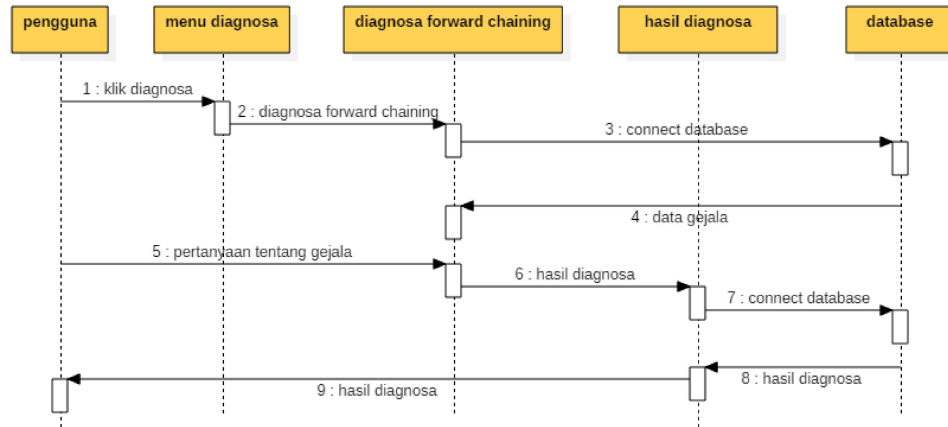 pengguna
menu diagnosa
diagnosa forward chaining
hasil diagnosa
database
1 : klik diagnosa
2 : diagnosa forward chaining
3 : connect database
4 : data gejala
5 : pertanyaan tentang gejala
6 : hasil diagnosa
7 : connect database
8 : hasil diagnosa
9 : hasil diagnosa